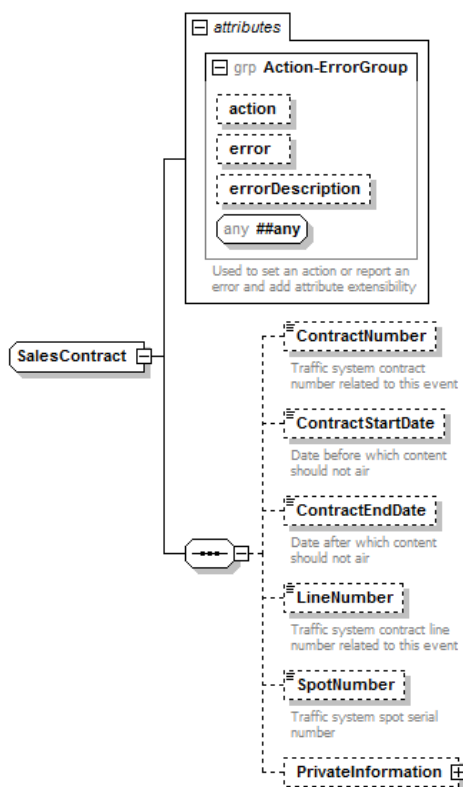 attributes
grp Action-ErrorGroup
action
error
errorDescription
any ##any
Used to set an action or report an
error and add attribute extensibility
SalesContract
ContractNumber
Traffic system contract
number related to this event
ContractStartDate
Date before which content
should not air
ContractEndDate
Date after which content
should not air
LineNumber
Traffic system contract line
number related to this event
SpotNumber
Traffic system spot serial
number
PrivateInformation